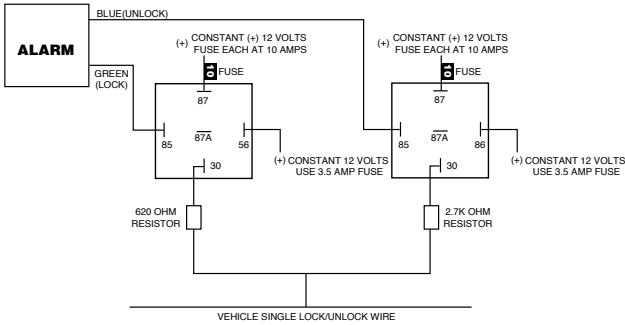 BLUE(UNLOCK)
ALARM
GREEN
(LOCK)
(+) CONSTANT (+) 12 VOLTS
FUSE EACH AT 10 AMPS
10 FUSE
87
87A
85
56
30
(+) CONSTANT 12 VOLTS
USE 3.5 AMP FUSE
620 OHM
RESISTOR
(+) CONSTANT (+) 12 VOLTS
FUSE EACH AT 10 AMPS
10 FUSE
87
87A
85
86
30
(+) CONSTANT 12 VOLTS
USE 3.5 AMP FUSE
2.7K OHM
RESISTOR
VEHICLE SINGLE LOCK/UNLOCK WIRE